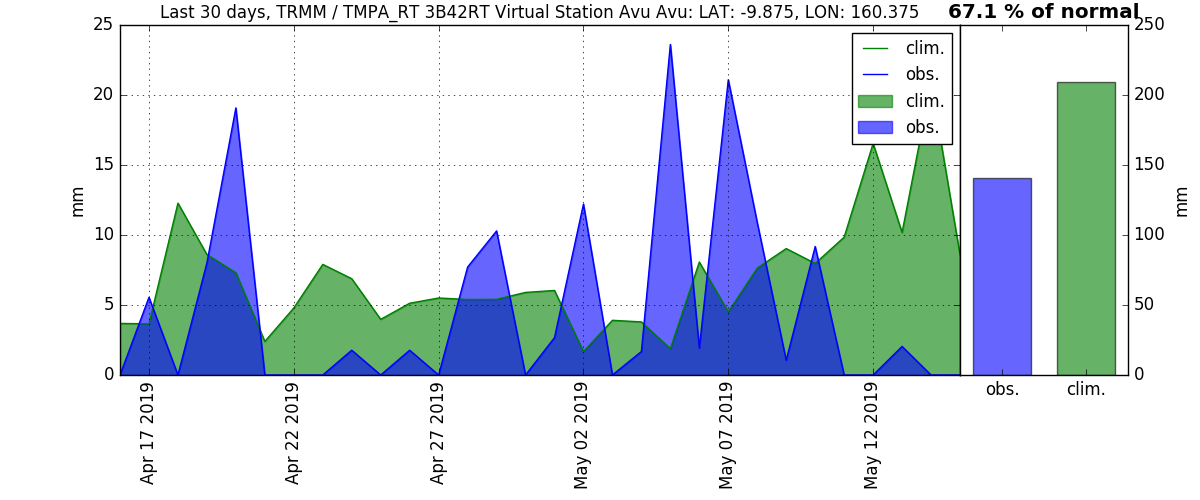 Last 30 days, TRMM / TMPA_RT 3B42RT Virtual Station Avu Avu: LAT: -9.875, LON: 160.375
67.1 % of normal
25
20
15
10
5
0
mm
clim.
obs.
clim.
obs.
Apr 17 2019
Apr 22 2019
Apr 27 2019
May 02 2019
May 07 2019
May 12 2019
250
200
150
100
50
0
mm
obs.
clim.